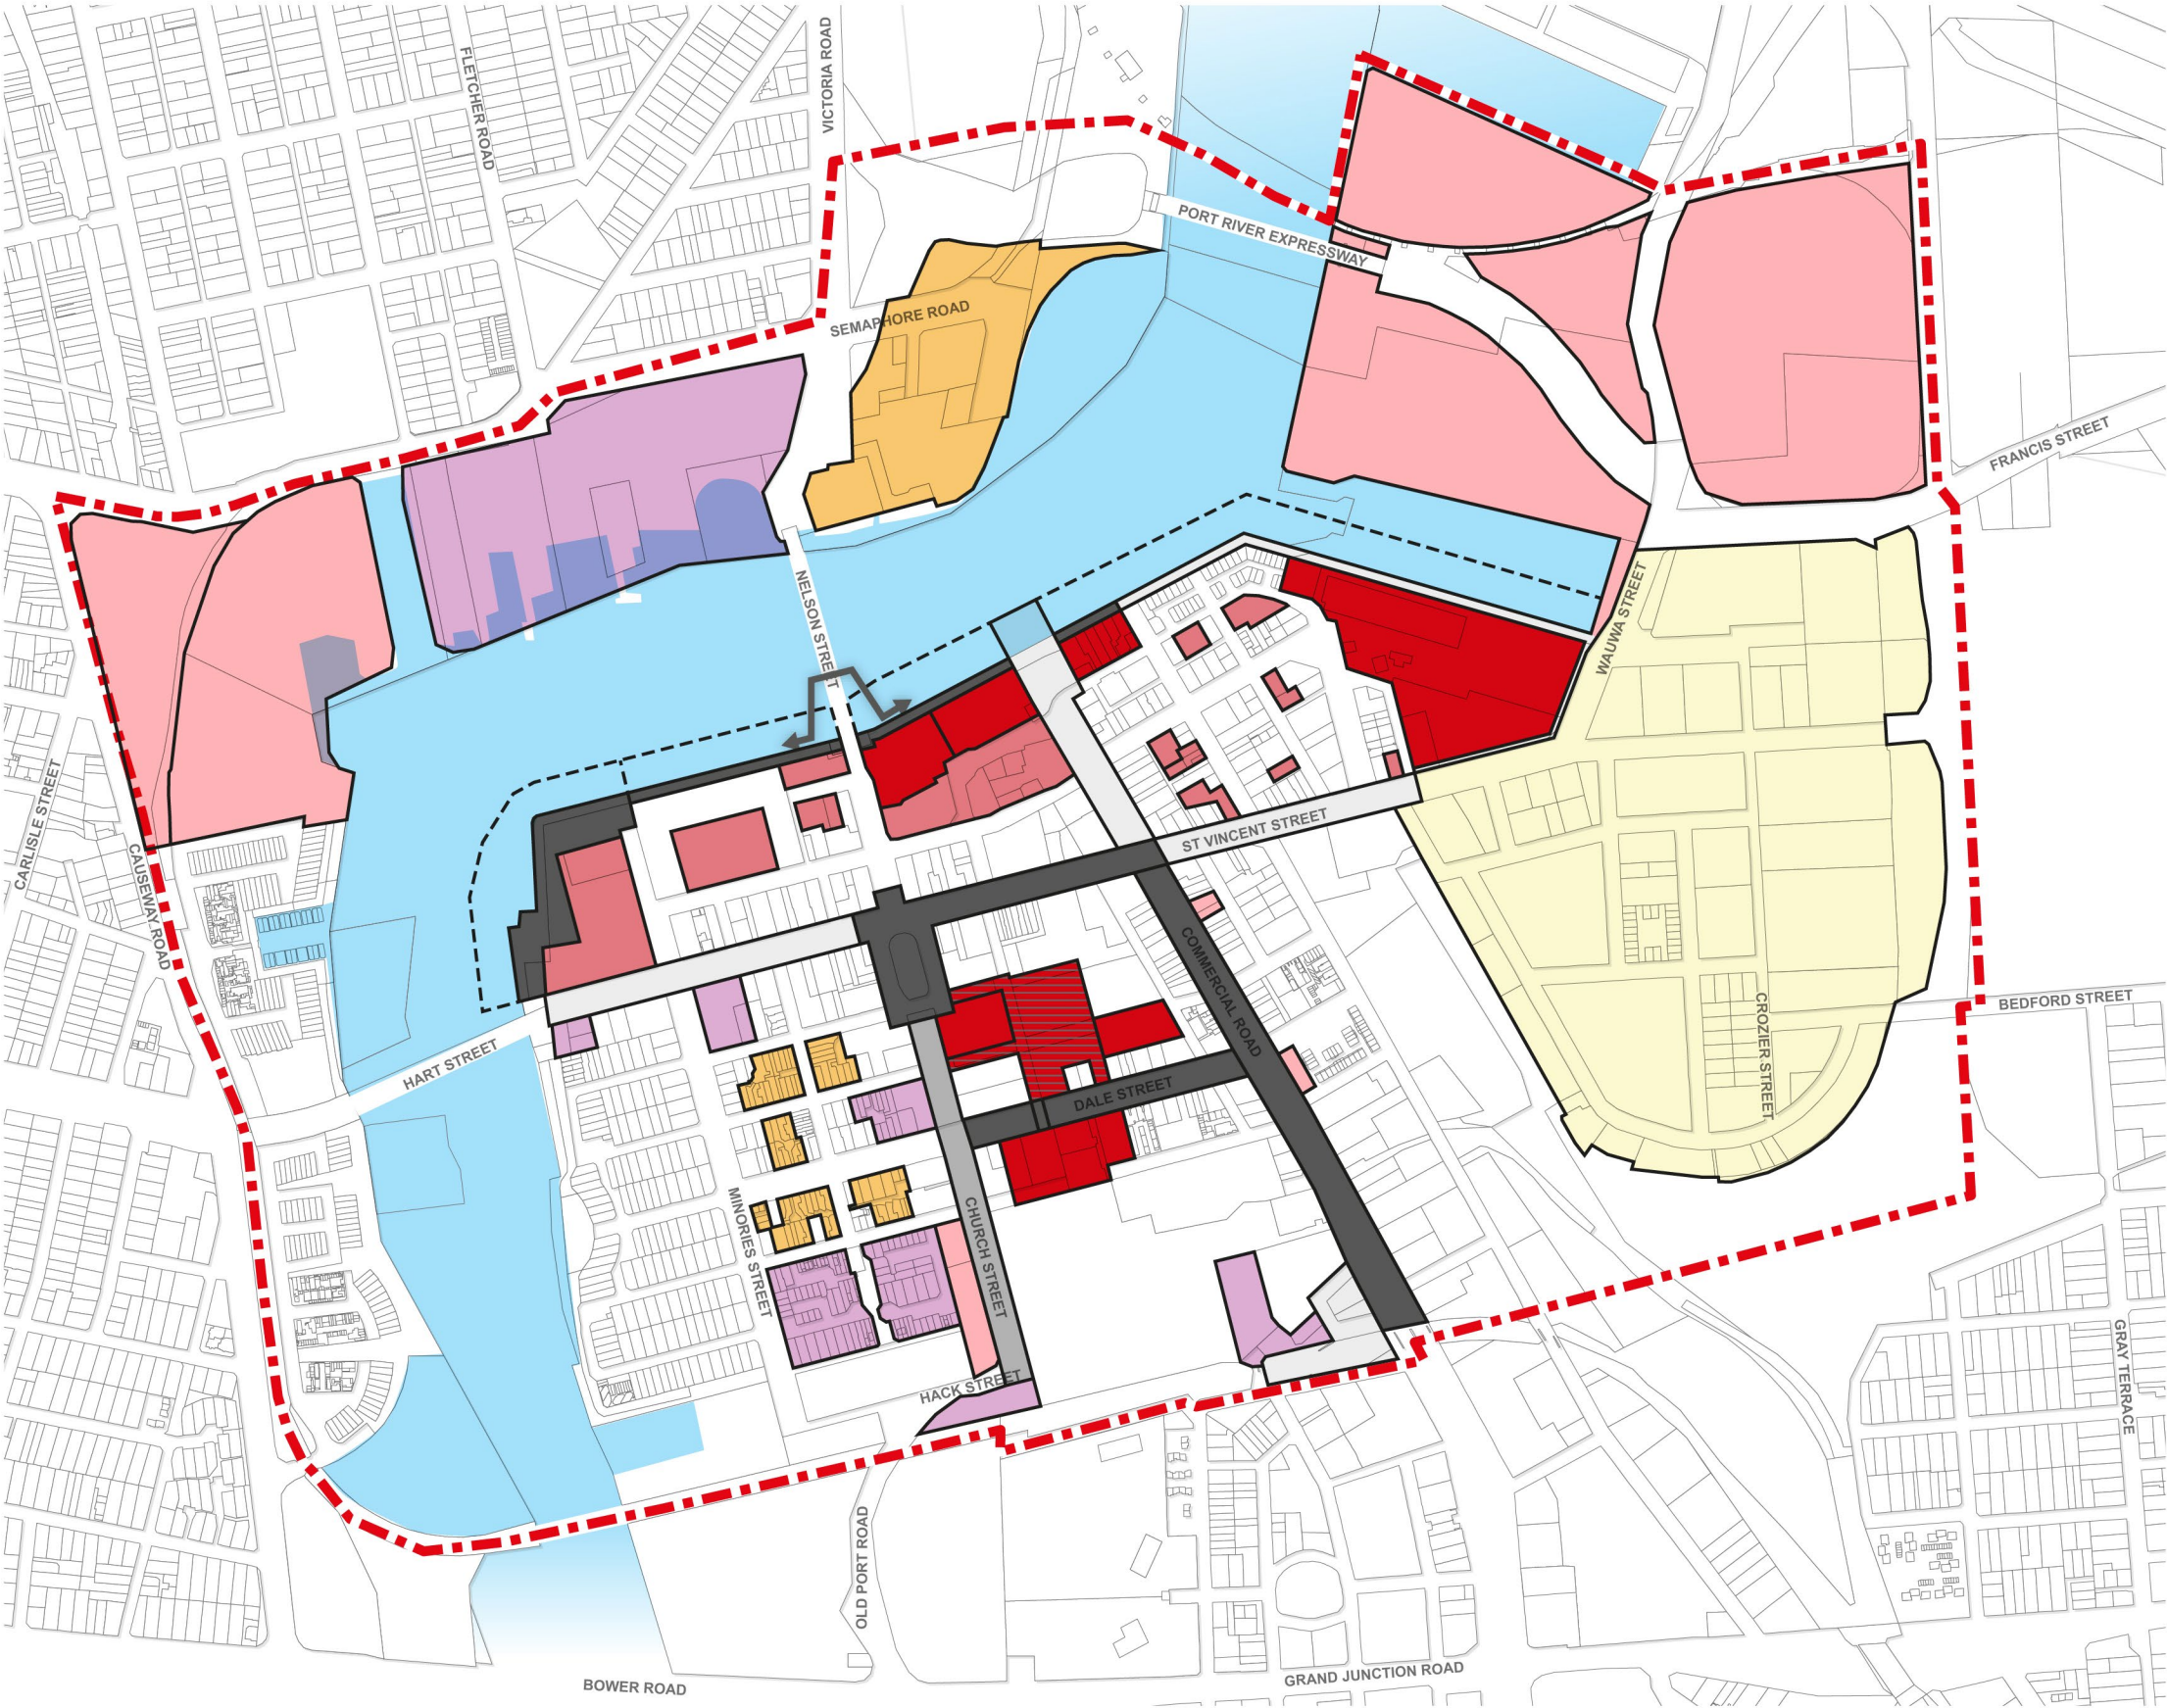 FLETCHER ROAD
VICTORIA ROAD
PORT RIVER EXPRESSWAY
SEMAPHORE ROAD
FRANCIS STREET
NELSON STREET
WAUWA STREET
CARLISLE STREET
CAUSEWAY ROAD
ST VINCENT STREET
COMMERCIAL ROAD
BEDFORD STREET
CROZIER STREET
HART STREET
DALE STREET
MINORIES STREET
CHURCH STREET
HACK STREET
GRAY TERRACE
OLD PORT ROAD
GRAND JUNCTION ROAD
BOWER ROAD